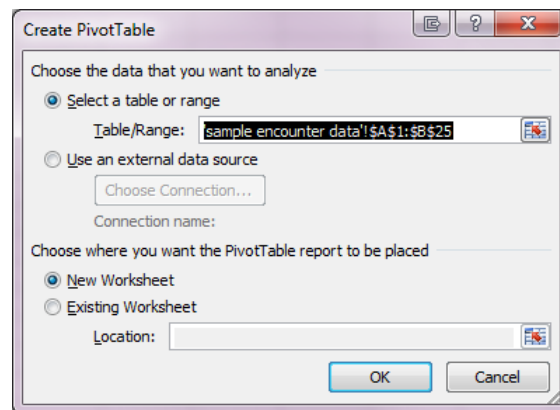 Create PivotTable
?
Choose the data that you want to analyze
Select a table or range
Table/Range: 'sample encounter data'!$A$1:$B$25
Use an external data source
Choose Connection...
Connection name:
Choose where you want the PivotTable report to be placed
New Worksheet
Existing Worksheet
Location:
OK Cancel